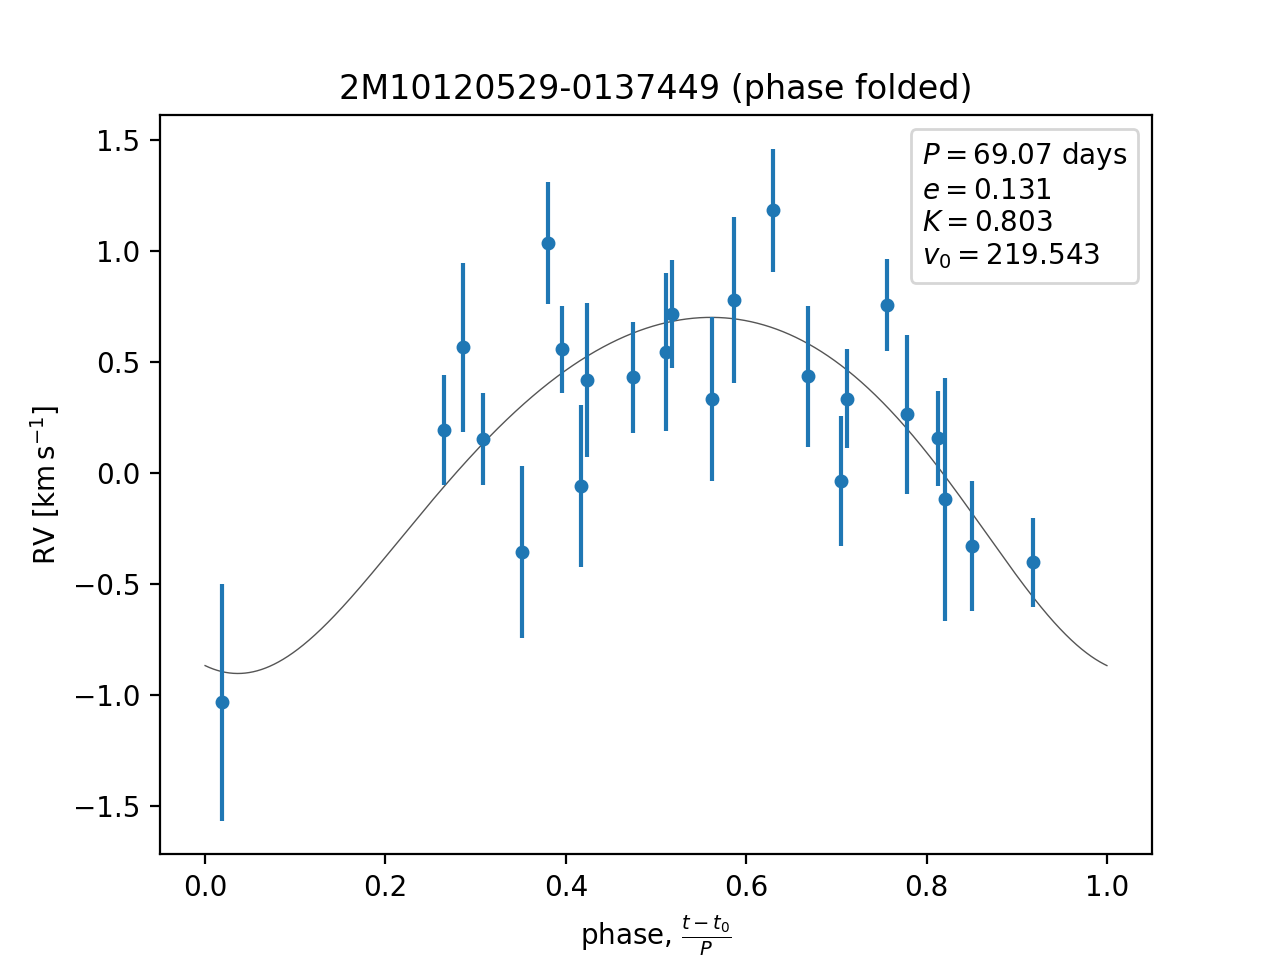 2M10120529-0137449 (phase folded)
P = 69.07 days
e = 0.131
K = 0.803
v₀ = 219.543
1.5
1.0
0.5
0.0
−0.5
−1.0
−1.5
RV [km s⁻¹]
0.0 0.2 0.4 0.6 0.8 1.0
phase, (t − t₀)/P